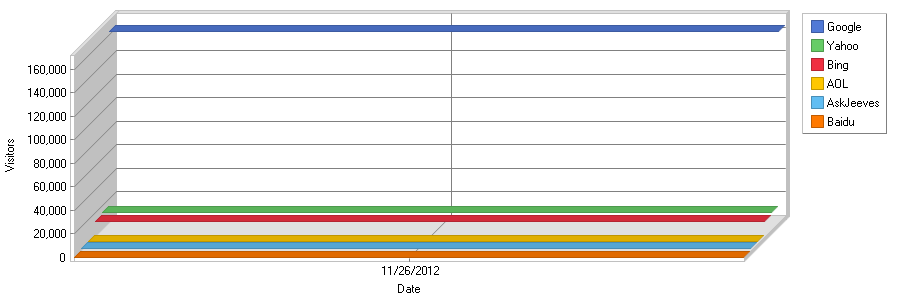 Google
Yahoo
Bing
AOL
AskJeeves
Baidu
160,000
140,000
120,000
100,000
80,000
60,000
40,000
20,000
0
Visitors
11/26/2012
Date